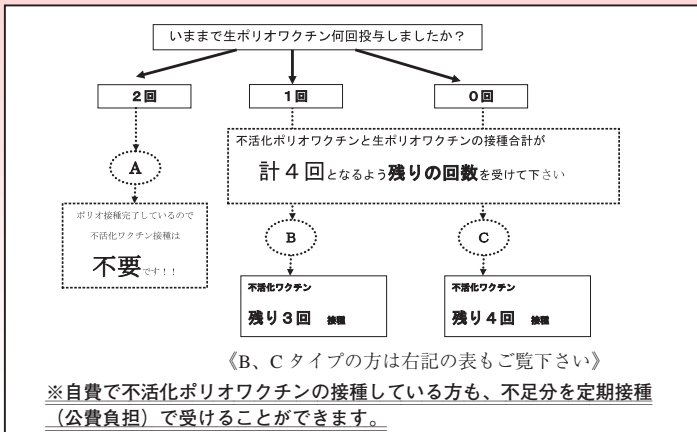 いままで生ポリオワクチン何回投与しましたか？
2回
1回
0回
不活化ポリオワクチンと生ポリオワクチンの接種合計が
計4回となるよう残りの回数を受けて下さい
A
ポリオ接種完了しているので
不活化ワクチン接種は
不要です！！
B
C
不活化ワクチン
残り3回 接種
不活化ワクチン
残り4回 接種
《B、Cタイプの方は右記の表もご覧下さい》
※自費で不活化ポリオワクチンの接種している方も、不足分を定期接種
（公費負担）で受けることができます。